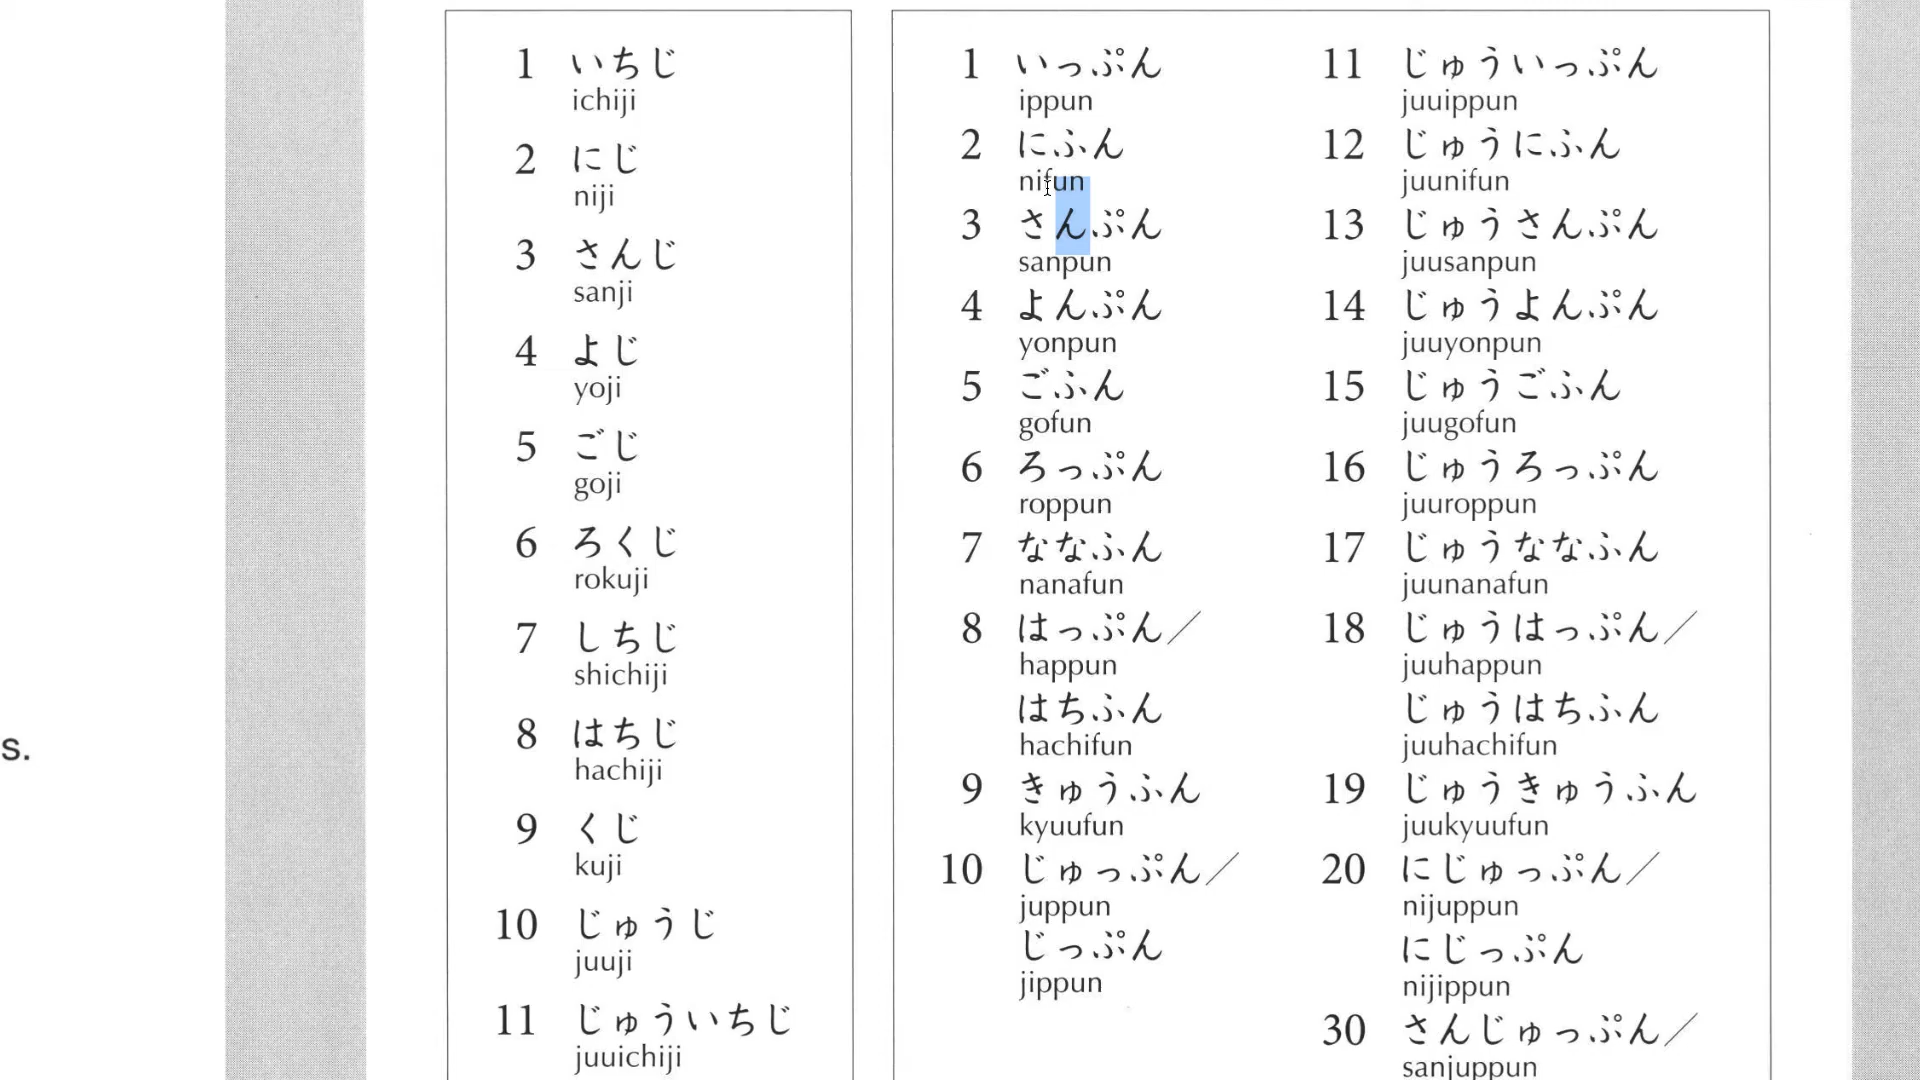 s.
1 いちじ
ichiji
2 にじ
niji
3 さんじ
sanji
4 よじ
yoji
5 ごじ
goji
6 ろくじ
rokuji
7 しちじ
shichiji
8 はちじ
hachiji
9 くじ
kuji
10 じゅうじ
juuji
11 じゅういちじ
juuichiji
1 いっぷん
ippun
2 にふん
nifun
3 さんぷん
sanpun
4 よんぷん
yonpun
5 ごふん
gofun
6 ろっぷん
roppun
7 ななふん
nanafun
8 はっぷん／
happun
はちふん
hachifun
9 きゅうふん
kyuufun
10 じゅっぷん／
juppun
じっぷん
jippun
11 じゅういっぷん
juuippun
12 じゅうにふん
juunifun
13 じゅうさんぷん
juusanpun
14 じゅうよんぷん
juuyonpun
15 じゅうごふん
juugofun
16 じゅうろっぷん
juuroppun
17 じゅうななふん
juunanafun
18 じゅうはっぷん／
juuhappun
じゅうはちふん
juuhachifun
19 じゅうきゅうふん
juukyuufun
20 にじゅっぷん／
nijuppun
にじっぷん
nijippun
30 さんじゅっぷん／
sanjuppun